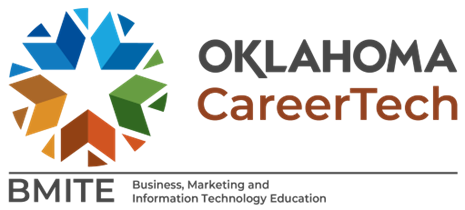 OKLAHOMA
CareerTech
BMITE
Business, Marketing and
Information Technology Education